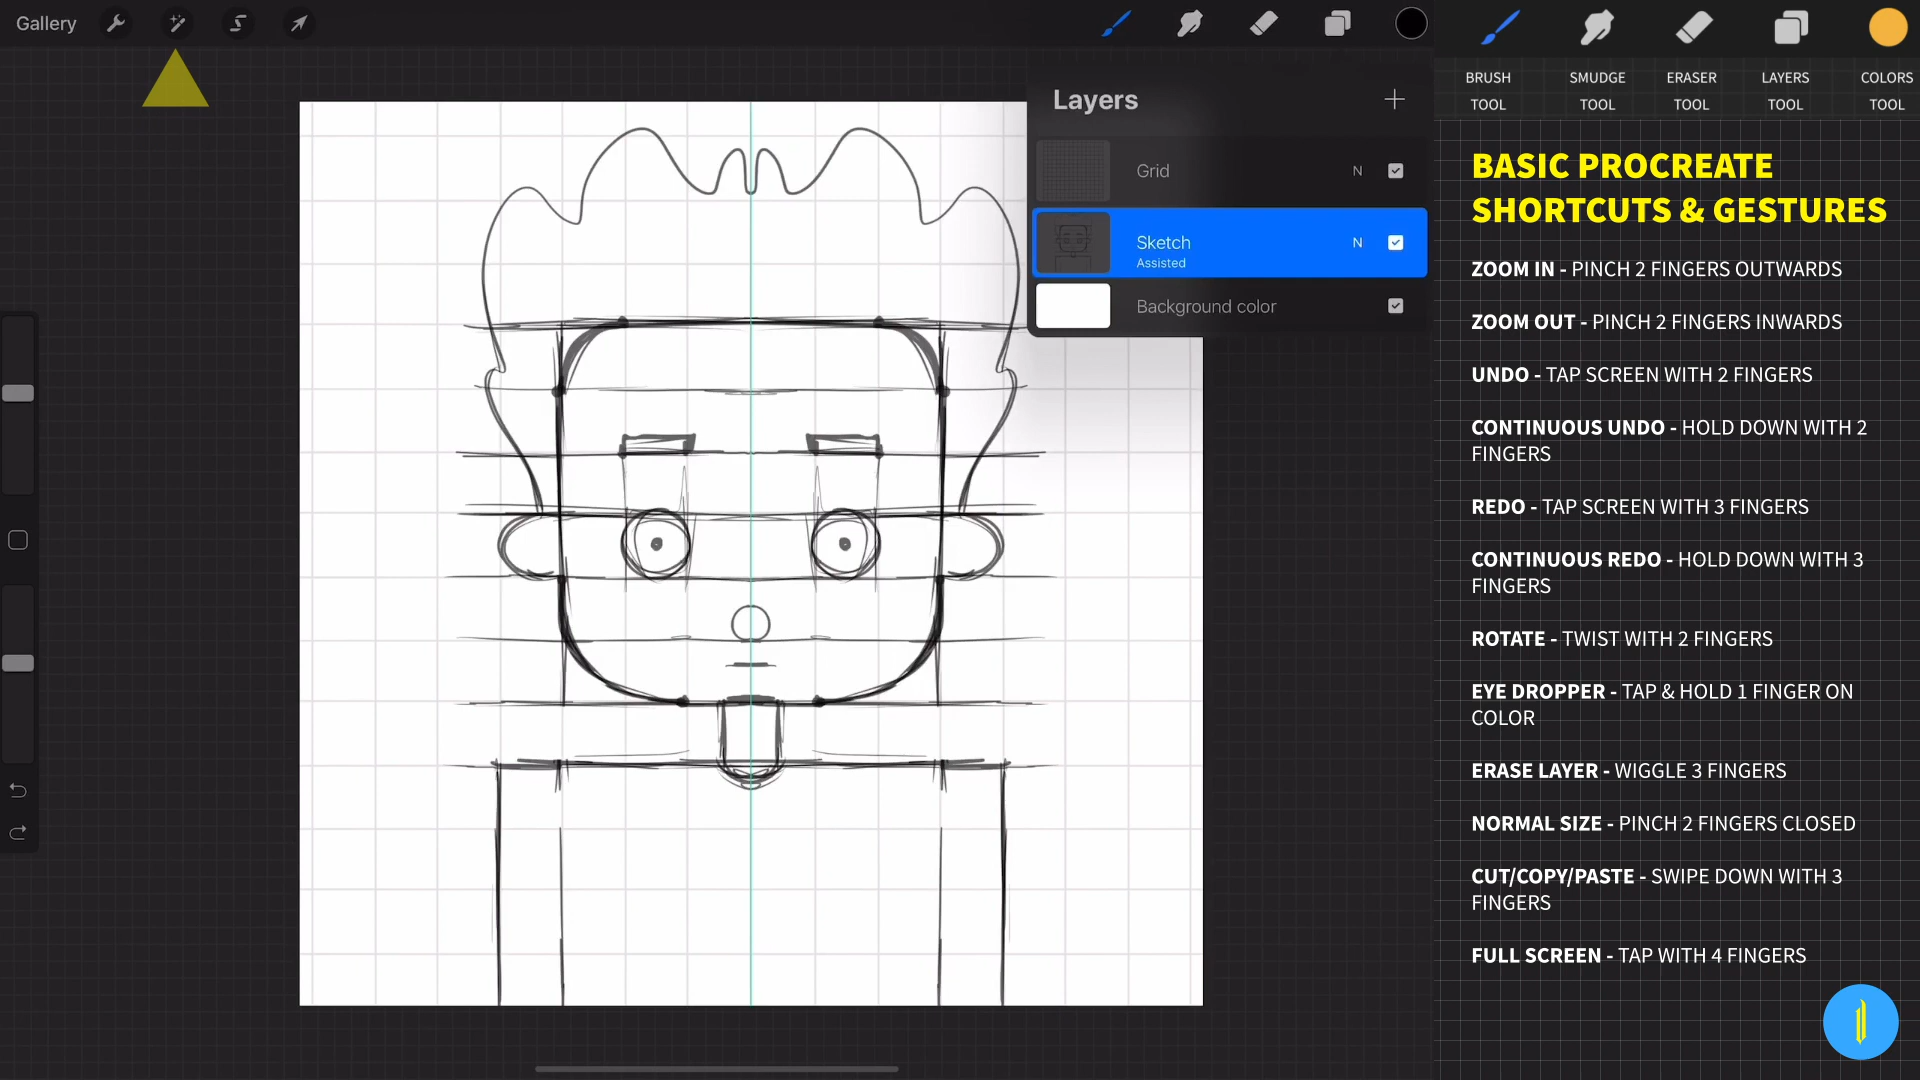 Gallery
Layers
Grid N
Sketch N
Assisted
Background color
BRUSH TOOL
SMUDGE TOOL
ERASER TOOL
LAYERS TOOL
COLORS TOOL
BASIC PROCREATE
SHORTCUTS & GESTURES
ZOOM IN - PINCH 2 FINGERS OUTWARDS
ZOOM OUT - PINCH 2 FINGERS INWARDS
UNDO - TAP SCREEN WITH 2 FINGERS
CONTINUOUS UNDO - HOLD DOWN WITH 2
FINGERS
REDO - TAP SCREEN WITH 3 FINGERS
CONTINUOUS REDO - HOLD DOWN WITH 3
FINGERS
ROTATE - TWIST WITH 2 FINGERS
EYE DROPPER - TAP & HOLD 1 FINGER ON
COLOR
ERASE LAYER - WIGGLE 3 FINGERS
NORMAL SIZE - PINCH 2 FINGERS CLOSED
CUT/COPY/PASTE - SWIPE DOWN WITH 3
FINGERS
FULL SCREEN - TAP WITH 4 FINGERS